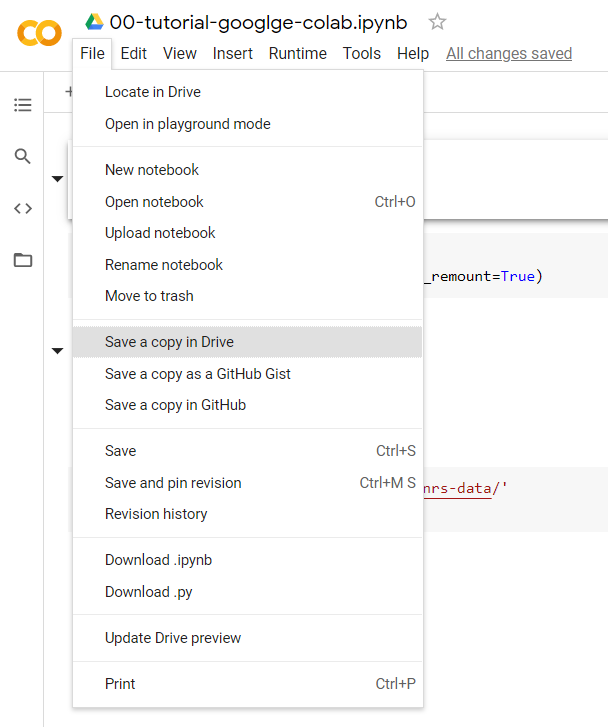 00-tutorial-googlge-colab.ipynb
File Edit View Insert Runtime Tools Help All changes saved
+
Locate in Drive
Open in playground mode
New notebook
Open notebook Ctrl+O
Upload notebook
Rename notebook
_remount=True)
Move to trash
Save a copy in Drive
Save a copy as a GitHub Gist
Save a copy in GitHub
Save Ctrl+S
Save and pin revision Ctrl+M S
nrs-data/'
Revision history
Download .ipynb
Download .py
Update Drive preview
Print Ctrl+P